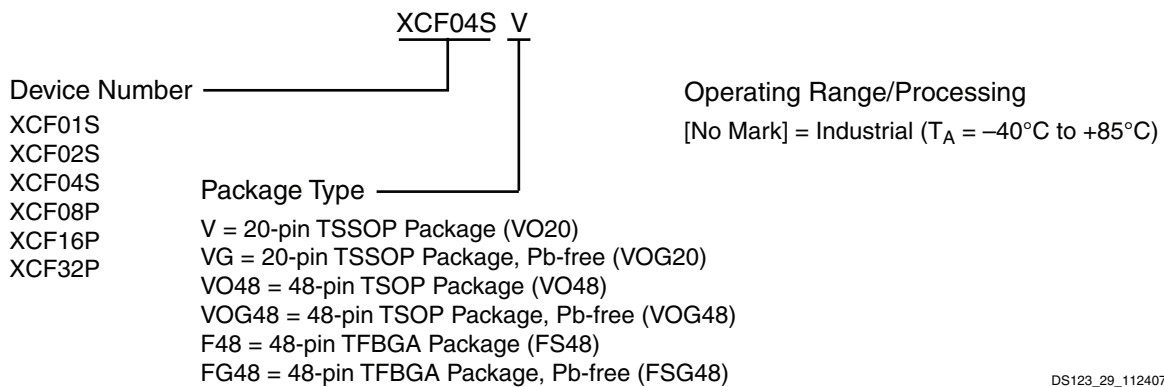 XCF04S V
Device Number
XCF01S
XCF02S
XCF04S
XCF08P
XCF16P
XCF32P
Package Type
V = 20-pin TSSOP Package (VO20)
VG = 20-pin TSSOP Package, Pb-free (VOG20)
VO48 = 48-pin TSOP Package (VO48)
VOG48 = 48-pin TSOP Package, Pb-free (VOG48)
F48 = 48-pin TFBGA Package (FS48)
FG48 = 48-pin TFBGA Package, Pb-free (FSG48)
Operating Range/Processing
[No Mark] = Industrial (TA = –40°C to +85°C)
DS123_29_112407